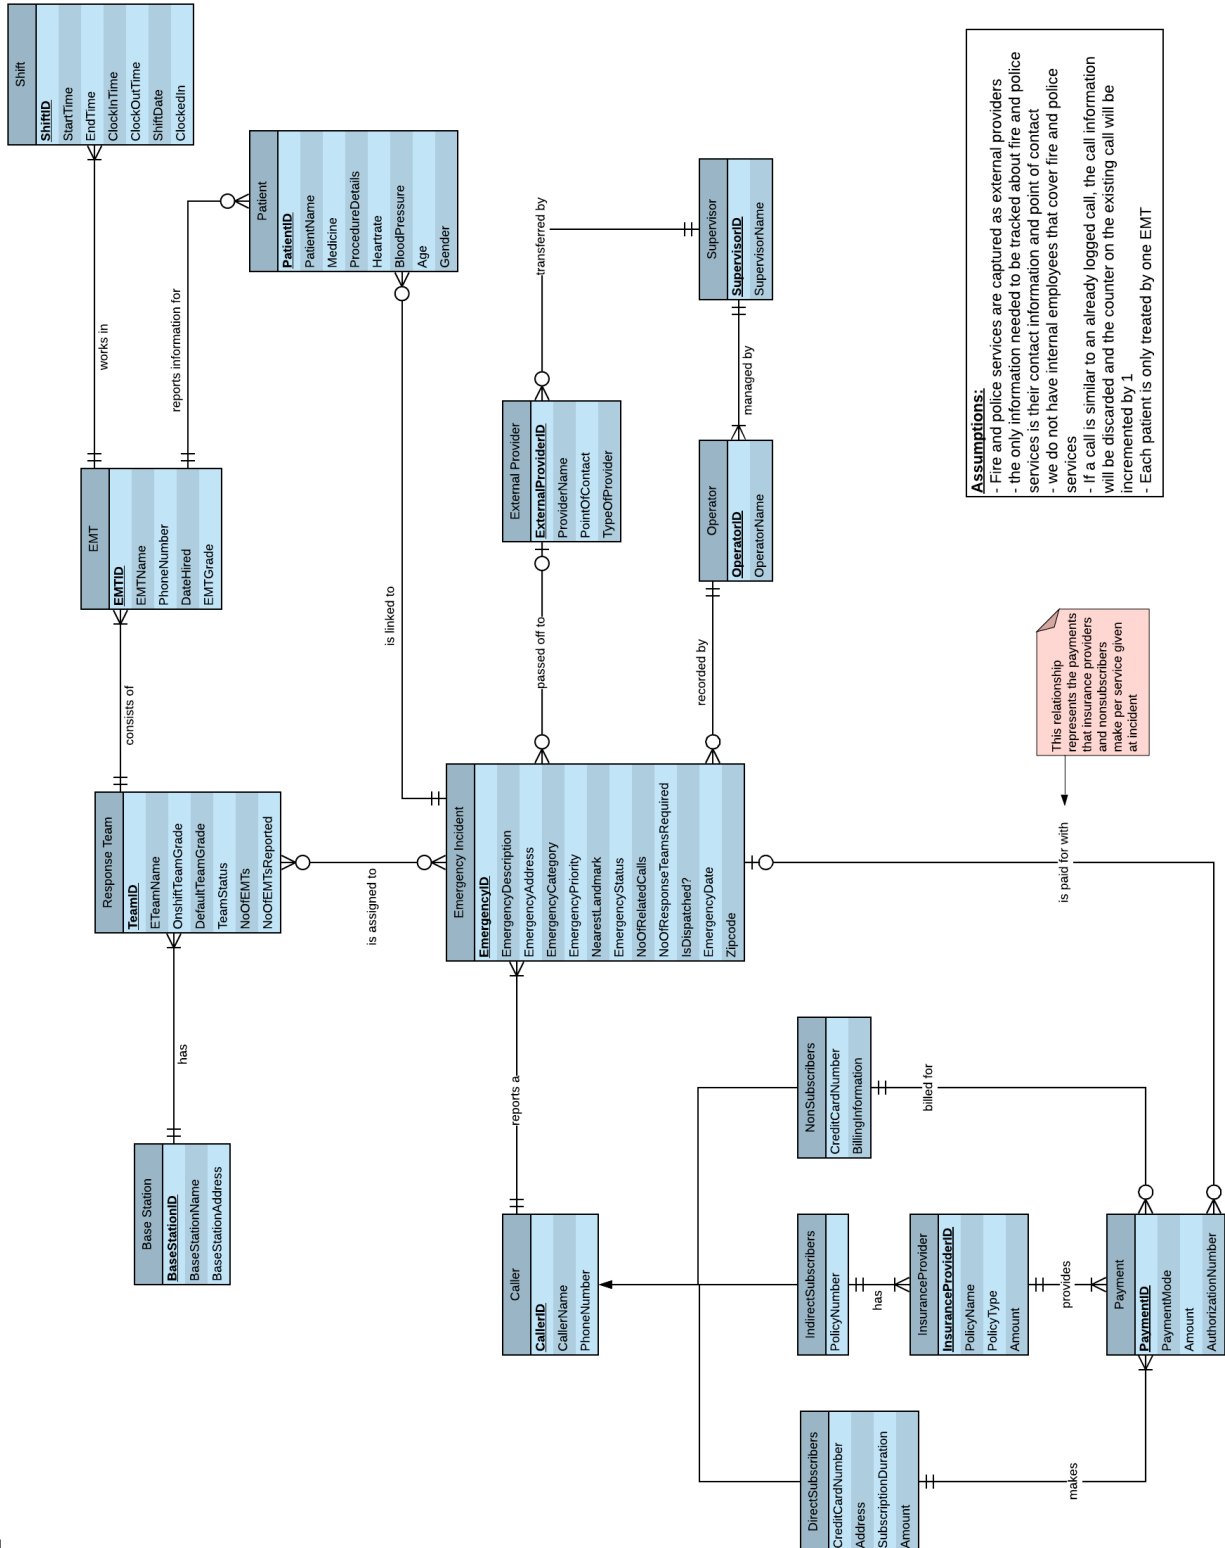 Base Station
BaseStationID
BaseStationName
BaseStationAddress
has
Response Team
TeamID
ETeamName
OnshiftTeamGrade
DefaultTeamGrade
TeamStatus
NoOfEMTs
NoOfEMTsReported
consists of
EMT
EMTID
EMTName
PhoneNumber
DateHired
EMTGrade
works in
Shift
ShiftID
StartTime
EndTime
ClockInTime
ClockOutTime
ShiftDate
ClockedIn
reports information for
Patient
PatientID
PatientName
Medicine
ProcedureDetails
Heartrate
BloodPressure
Age
Gender
is assigned to
is linked to
Caller
CallerID
CallerName
PhoneNumber
reports a
Emergency Incident
EmergencyID
EmergencyDescription
EmergencyAddress
EmergencyCategory
EmergencyPriority
NearestLandmark
EmergencyStatus
NoOfRelatedCalls
NoOfResponseTeamsRequired
IsDispatched?
EmergencyDate
Zipcode
passed off to
External Provider
ExternalProviderID
ProviderName
PointOfContact
TypeOfProvider
transferred by
recorded by
Operator
OperatorID
OperatorName
managed by
Supervisor
SupervisorID
SupervisorName
DirectSubscribers
CreditCardNumber
Address
SubscriptionDuration
Amount
makes
IndirectSubscribers
PolicyNumber
has
InsuranceProvider
InsuranceProviderID
PolicyName
PolicyType
Amount
provides
NonSubscribers
CreditCardNumber
BillingInformation
billed for
Payment
PaymentID
PaymentMode
Amount
AuthorizationNumber
is paid for with
This relationship
represents the payments
that insurance providers
and nonsubscribers
make per service given
at incident
Assumptions:
- Fire and police services are captured as external providers
- the only information needed to be tracked about fire and police
services is their contact information and point of contact
- we do not have internal employees that cover fire and police
services
- If a call is similar to an already logged call, the call information
will be discarded and the counter on the existing call will be
incremented by 1
- Each patient is only treated by one EMT